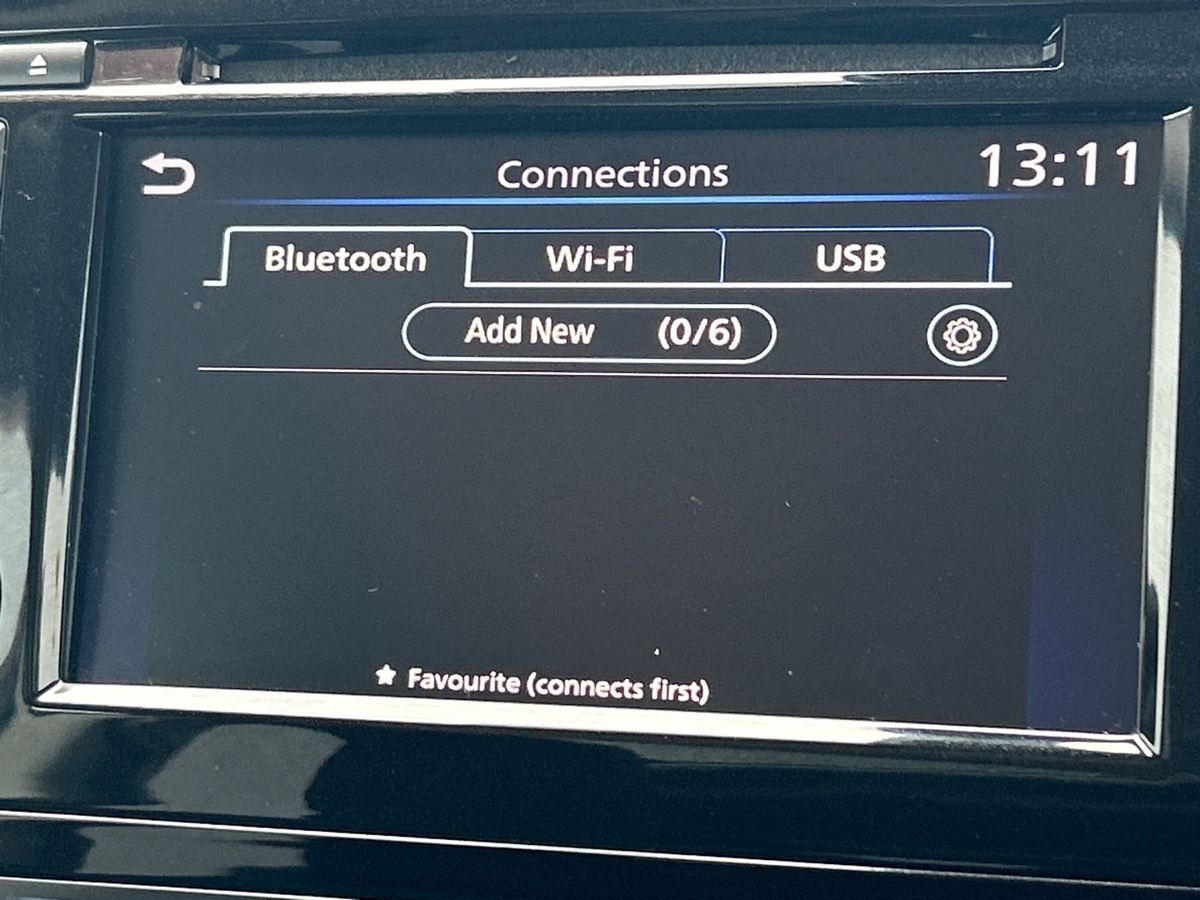 Connections 13:11
Bluetooth Wi-Fi USB
Add New (0/6)
★ Favourite (connects first)